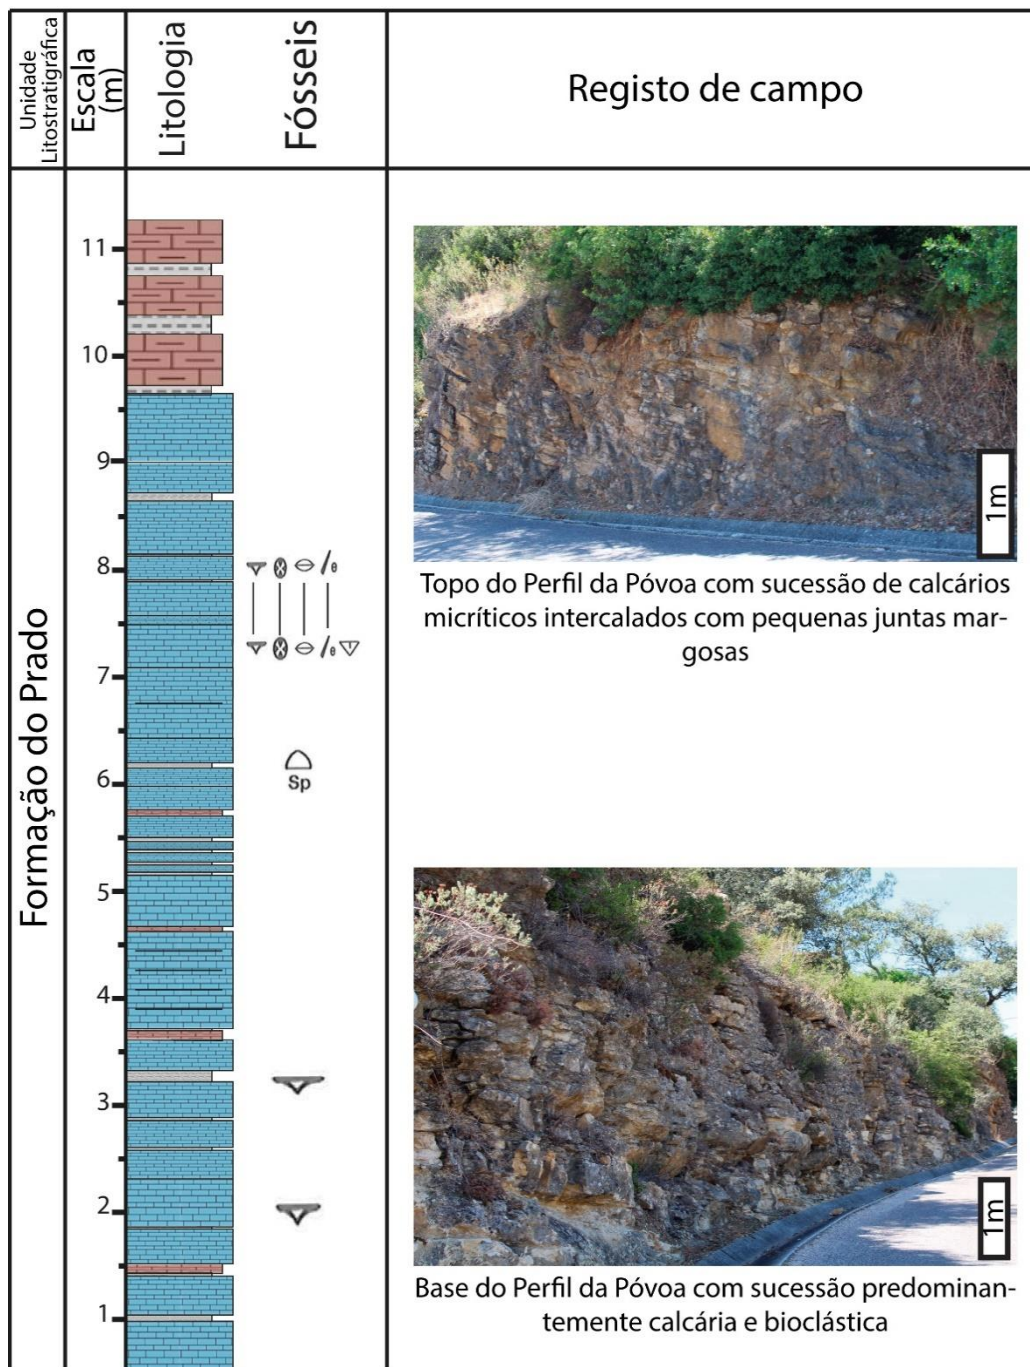 Unidade
Litostratigráfica
Escala
(m)
Litologia
Fósseis
Registo de campo
Formação do Prado
11
10
9
8
7
6
5
4
3
2
1
Sp
1m
Topo do Perfil da Póvoa com sucessão de calcários
micríticos intercalados com pequenas juntas mar-
gosas
1m
Base do Perfil da Póvoa com sucessão predominan-
temente calcária e bioclástica